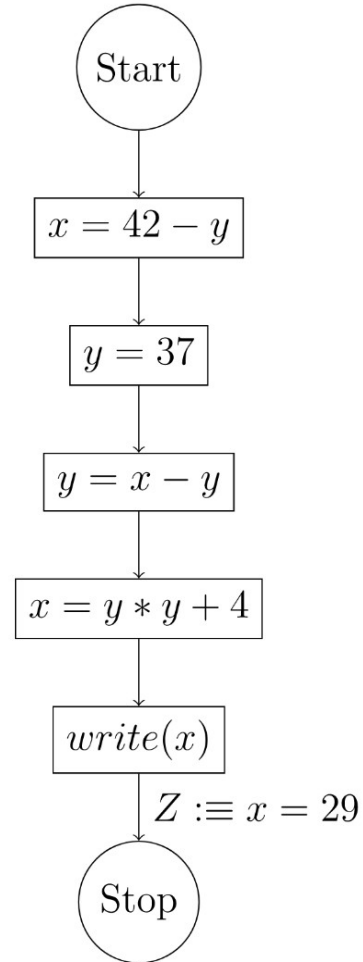 Start
x = 42 − y
y = 37
y = x − y
x = y ∗ y + 4
write(x)
Z :≡ x = 29
Stop